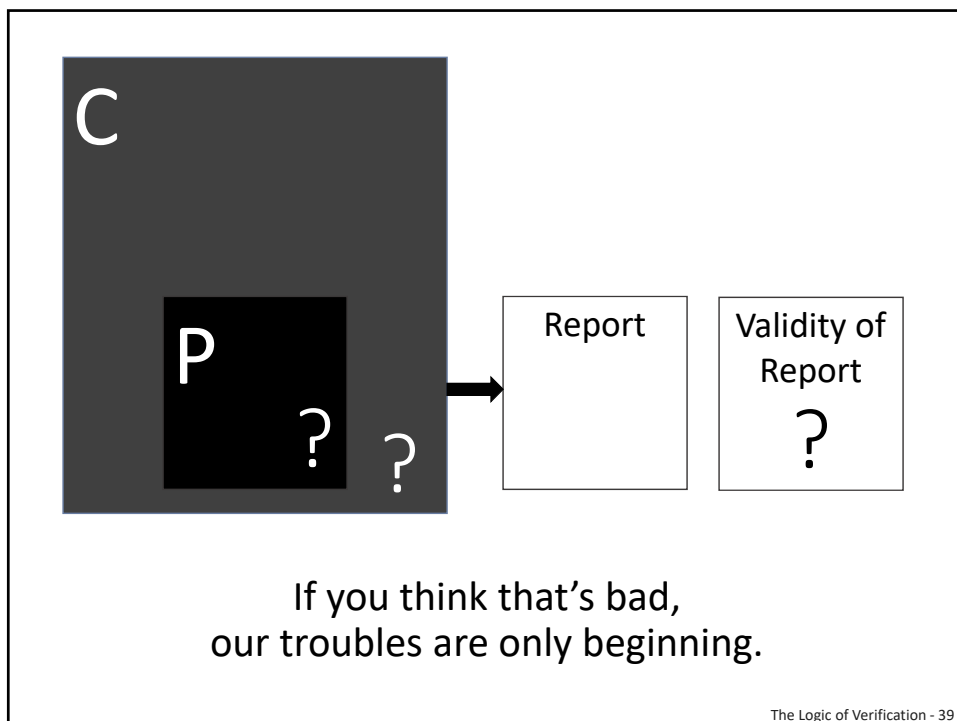 C
P
?
?
Report
Validity of
Report
?
If you think that’s bad,
our troubles are only beginning.
The Logic of Verification - 39